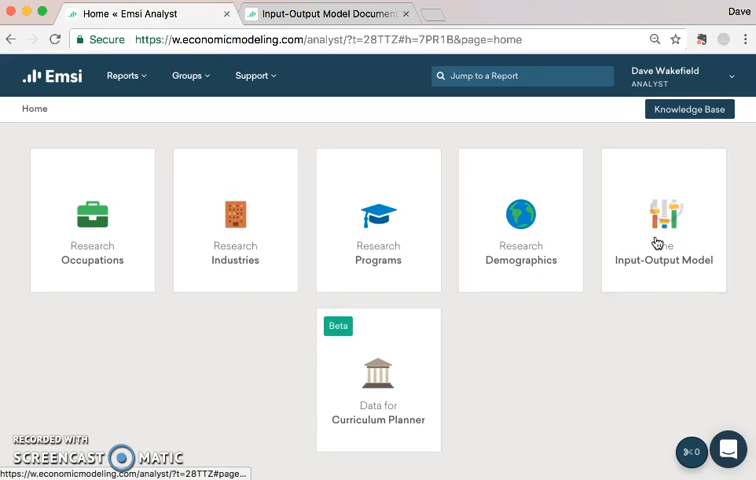 Home « Emsi Analyst
Input-Output Model Document
Dave
Secure
https://w.economicmodeling.com/analyst/?t=28TTZ#h=7PR1B&page=home
Emsi
Reports
Groups
Support
Jump to a Report
Dave Wakefield
ANALYST
Home
Knowledge Base
Research
Occupations
Research
Industries
Research
Programs
Research
Demographics
Input-Output Model
Beta
Data for
Curriculum Planner
RECORDED WITH
SCREENCAST MATIC
0
https://w.economicmodeling.com/analyst/?t=28TTZ#page...